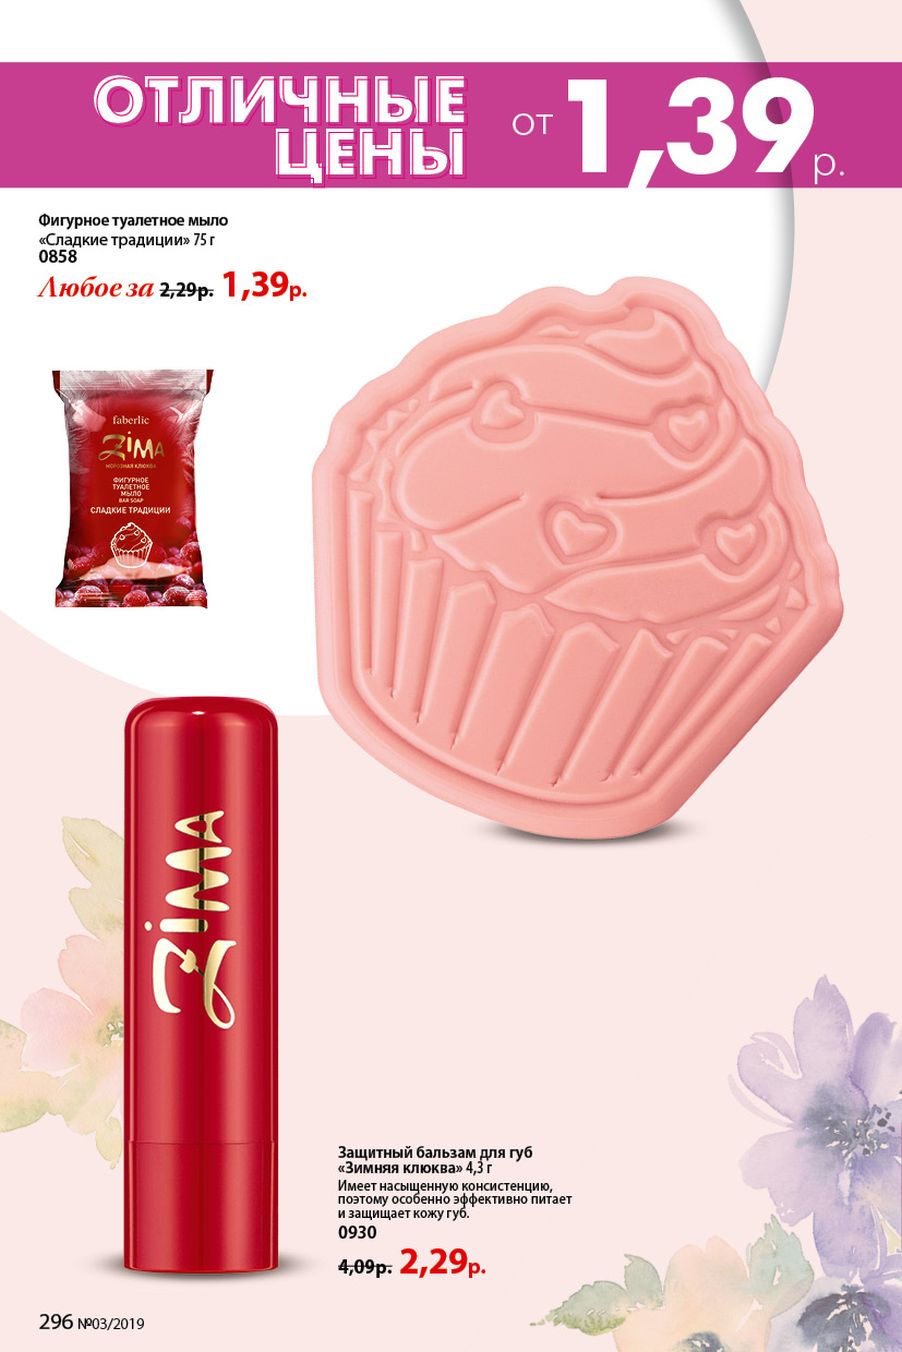 ОТЛИЧНЫЕ
ЦЕНЫ
от 1,39 р.
Фигурное туалетное мыло
«Сладкие традиции» 75 г
0858
Любое за 2,29р. 1,39р.
faberlic
ZIMA
МОРОЗНАЯ КЛЮКВА
ФИГУРНОЕ
ТУАЛЕТНОЕ
МЫЛО
BAR SOAP
СЛАДКИЕ ТРАДИЦИИ
ZIMA
Защитный бальзам для губ
«Зимняя клюква» 4,3 г
Имеет насыщенную консистенцию,
поэтому особенно эффективно питает
и защищает кожу губ.
0930
4,09р. 2,29р.
296 №03/2019